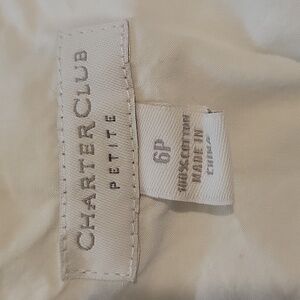 CHARTER CLUB
PETITE
6P
100% COTTON
MADE IN
CHINA